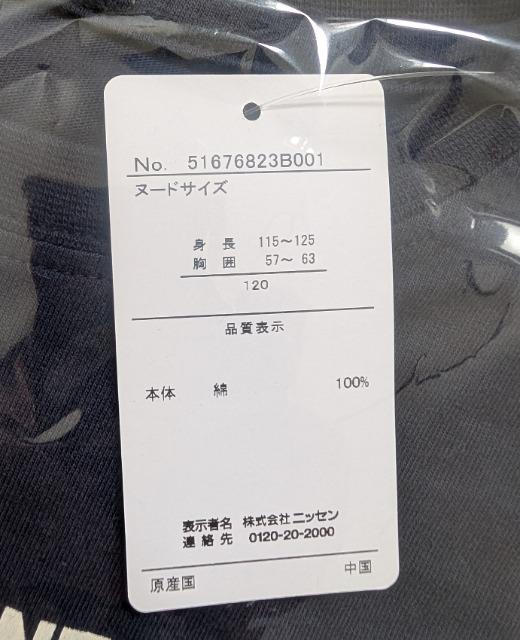 No. 51676823B001
ヌードサイズ
身長 115～125
胸囲 57～ 63
120
品質表示
本体 綿 100%
表示者名 株式会社ニッセン
連絡先 0120-20-2000
原産国 中国